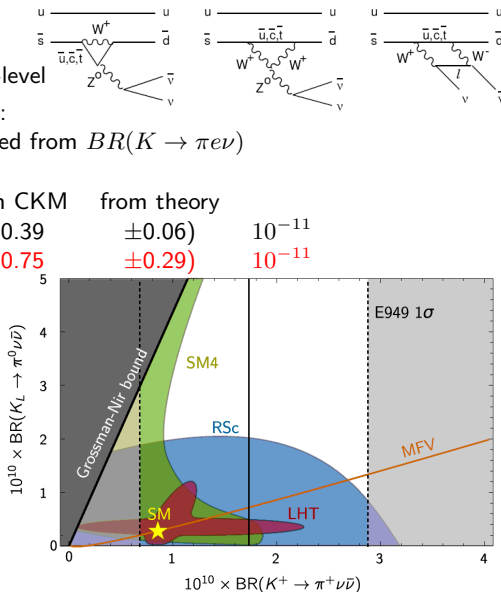 u u u u u u
W⁺
s̄ d̄ s̄ d̄ s̄ d̄
ū,c̄,t̄ ū,c̄,t̄ ū,c̄,t̄
W⁺ W⁺ W⁺ W⁻
Z⁰ Z⁰ l
ν̄ ν̄ ν ν̄
ν ν
-level
:
ed from BR(K → πeν)
m CKM from theory
0.39 ±0.06) 10⁻¹¹
0.75 ±0.29) 10⁻¹¹
5
4
3
2
1
0
10¹⁰ × BR(K_L → π⁰νν̄)
Grossman-Nir bound
E949 1σ
SM4
RSc
MFV
SM
LHT
0 1 2 3 4
10¹⁰ × BR(K⁺ → π⁺νν̄)